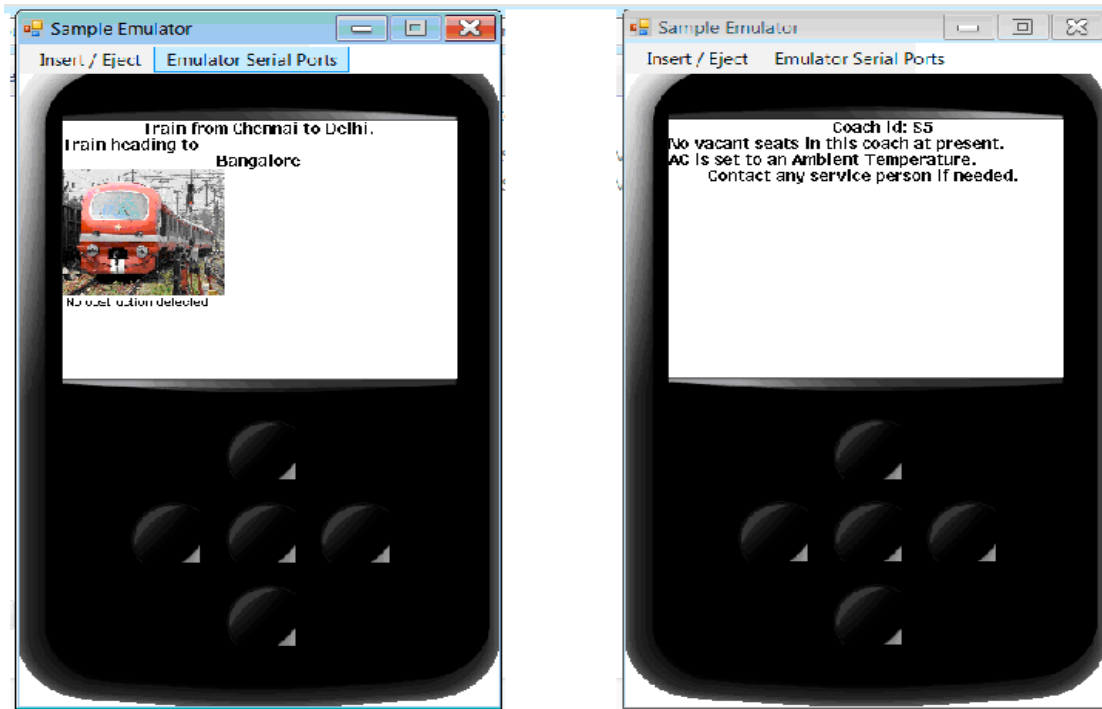 Sample Emulator
Insert / Eject Emulator Serial Ports
Train from Chennai to Delhi.
Train heading to
Bangalore
No obstruction detected
Sample Emulator
Insert / Eject Emulator Serial Ports
Coach Id: S5
No vacant seats in this coach at present.
AC is set to an Ambient Temperature.
Contact any service person if needed.